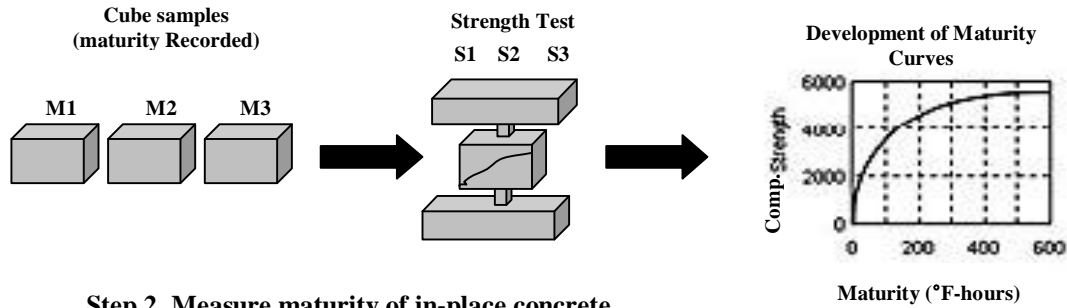 Cube samples
(maturity Recorded)
M1 M2 M3
Strength Test
S1 S2 S3
Development of Maturity
Curves
Comp. Strength
6000
4000
2000
0
0 200 400 600
Maturity (°F-hours)
Step 2. Measure maturity of in-place concrete